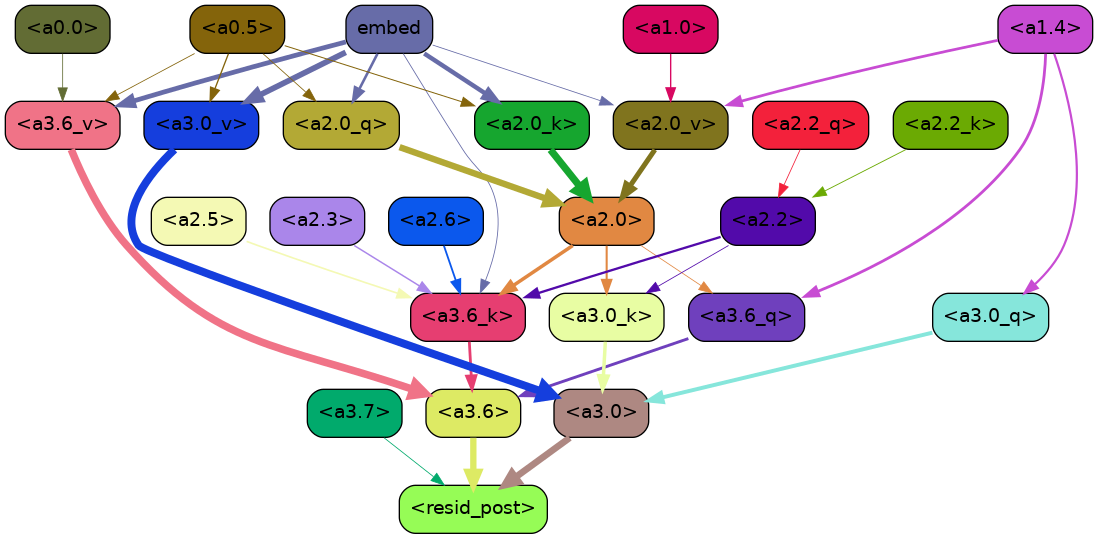 <a0.0>
<a0.5>
embed
<a1.0>
<a1.4>
<a3.6_v>
<a3.0_v>
<a2.0_q>
<a2.0_k>
<a2.0_v>
<a2.2_q>
<a2.2_k>
<a2.5>
<a2.3>
<a2.6>
<a2.0>
<a2.2>
<a3.6_k>
<a3.0_k>
<a3.6_q>
<a3.0_q>
<a3.7>
<a3.6>
<a3.0>
<resid_post>